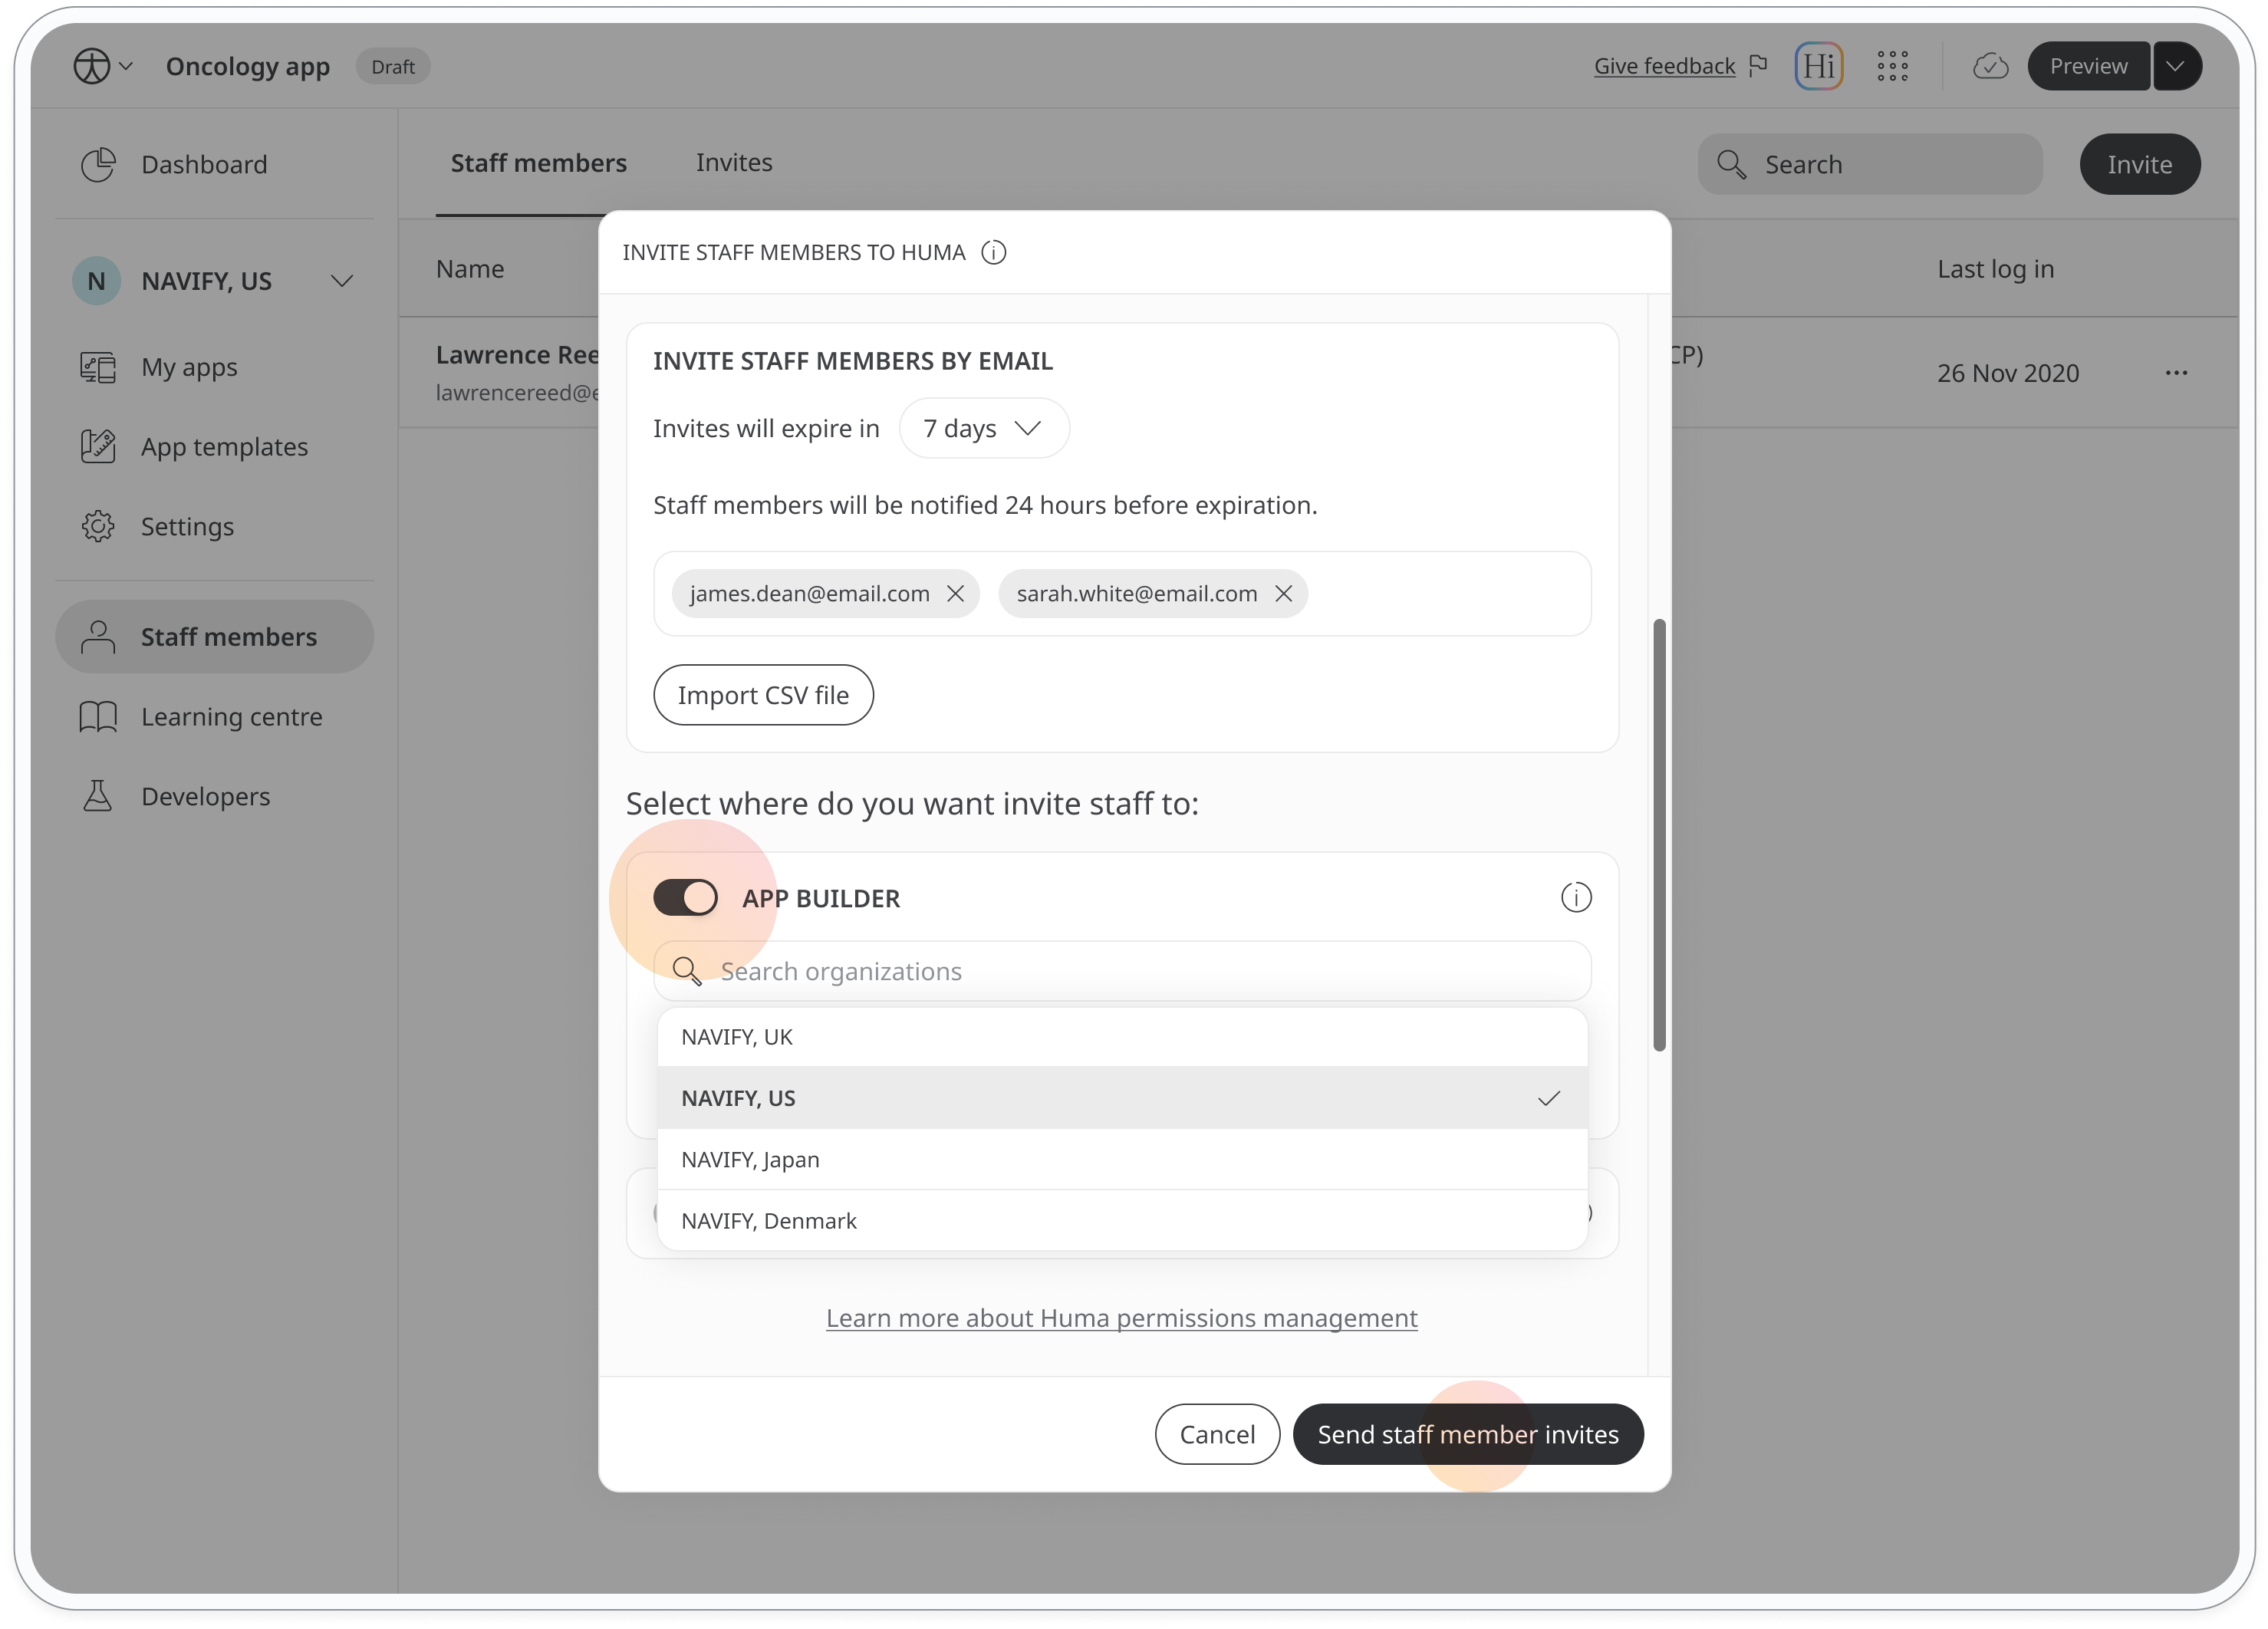 Oncology app
Draft
Give feedback
Hi
Preview
Dashboard
NAVIFY, US
N
My apps
App templates
Settings
Staff members
Learning centre
Developers
Staff members
Invites
Search
Invite
Name
Last log in
Lawrence Ree
lawrencereed@e
CP)
26 Nov 2020
INVITE STAFF MEMBERS TO HUMA
INVITE STAFF MEMBERS BY EMAIL
Invites will expire in
7 days
Staff members will be notified 24 hours before expiration.
james.dean@email.com
sarah.white@email.com
Import CSV file
Select where do you want invite staff to:
APP BUILDER
Search organizations
NAVIFY, UK
NAVIFY, US
NAVIFY, Japan
NAVIFY, Denmark
Learn more about Huma permissions management
Cancel
Send staff member invites